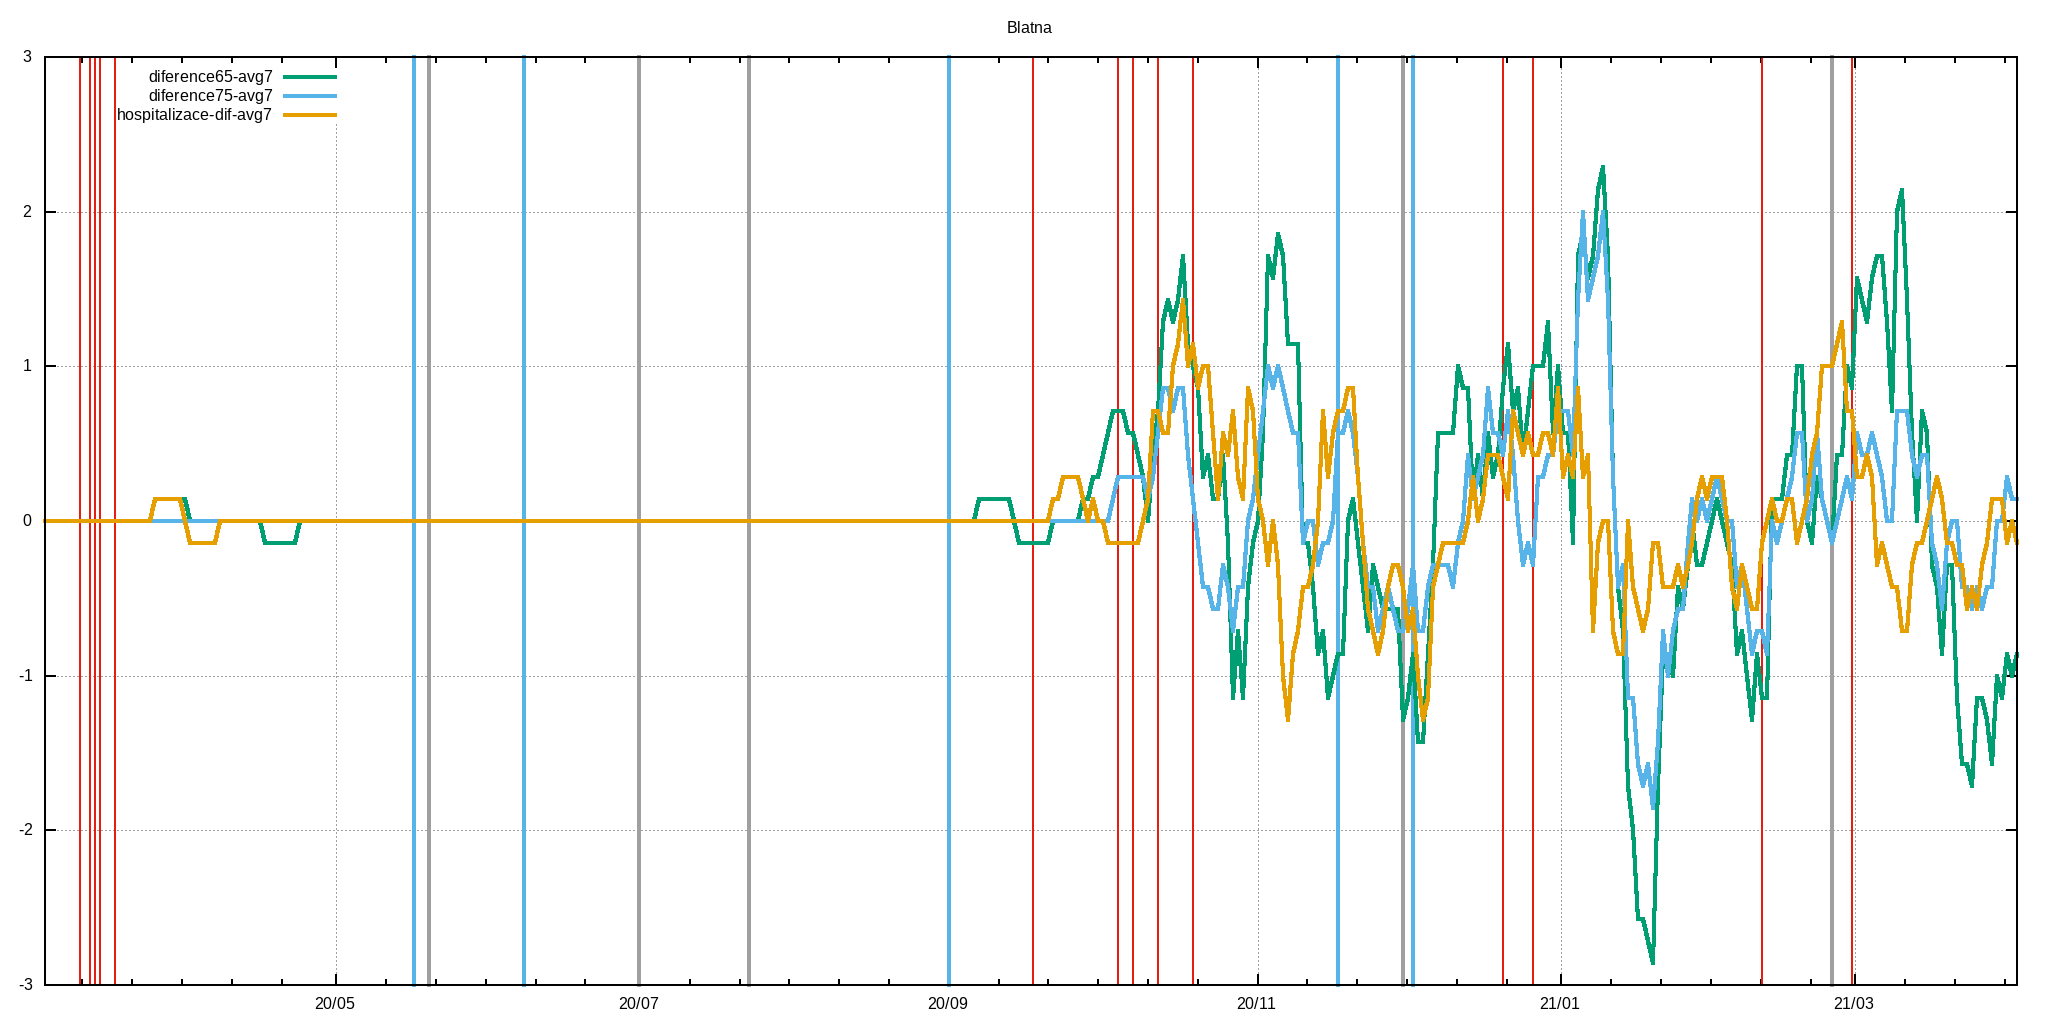 Blatna
3
diference65-avg7
diference75-avg7
hospitalizace-dif-avg7
2
1
0
-1
-2
-3
20/05 20/07 20/09 20/11 21/01 21/03